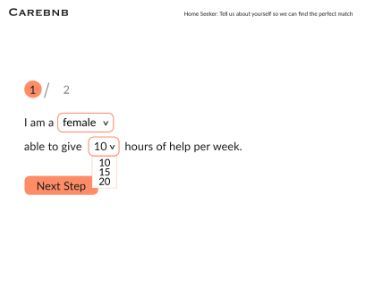 CAREBNB
Home Seeker: Tell us about yourself so we can find the perfect match
1 / 2
I am a female v
able to give 10 v hours of help per week.
10
15
20
Next Step